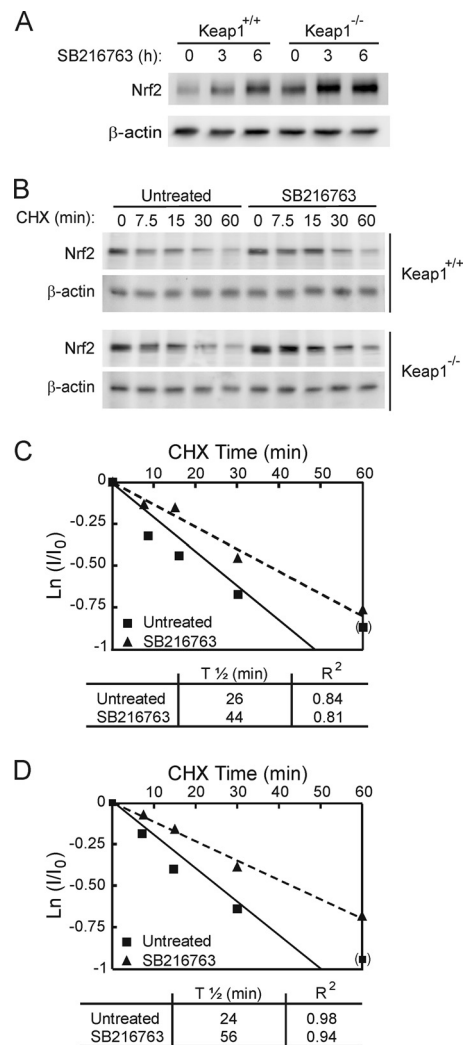 A
Keap1+/+ Keap1-/-
SB216763 (h): 0 3 6 0 3 6
Nrf2
β-actin
B
Untreated SB216763
CHX (min): 0 7.5 15 30 60 0 7.5 15 30 60
Nrf2
β-actin
Keap1+/+
Nrf2
β-actin
Keap1-/-
C
CHX Time (min)
0 10 20 30 40 50 60
0
-0.25
-0.50
-0.75
-1
Ln (I/I0)
Untreated
SB216763
( )
T ½ (min) R2
Untreated 26 0.84
SB216763 44 0.81
D
CHX Time (min)
0 10 20 30 40 50 60
0
-0.25
-0.50
-0.75
-1
Ln (I/I0)
Untreated
SB216763
( )
T ½ (min) R2
Untreated 24 0.98
SB216763 56 0.94